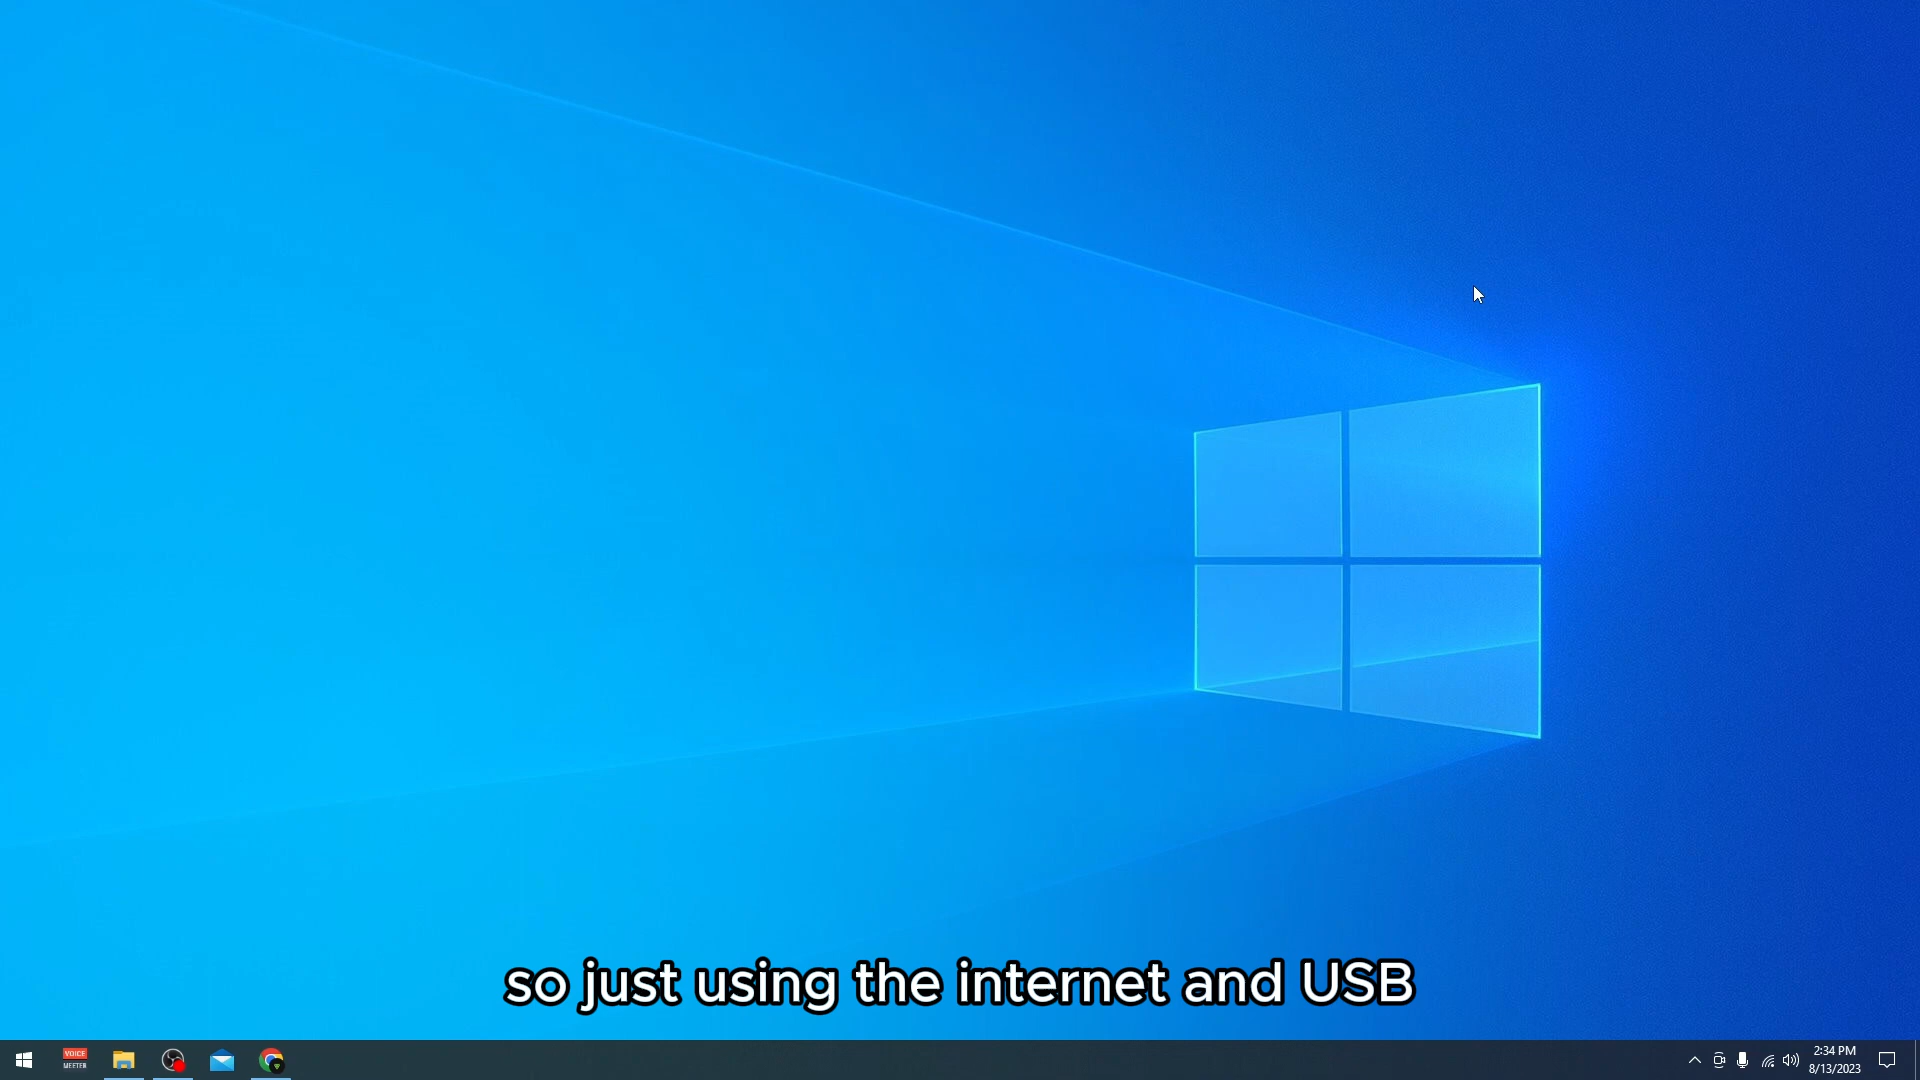 so just using the internet and USB
VOICE
MEETER
2:34 PM
8/13/2023